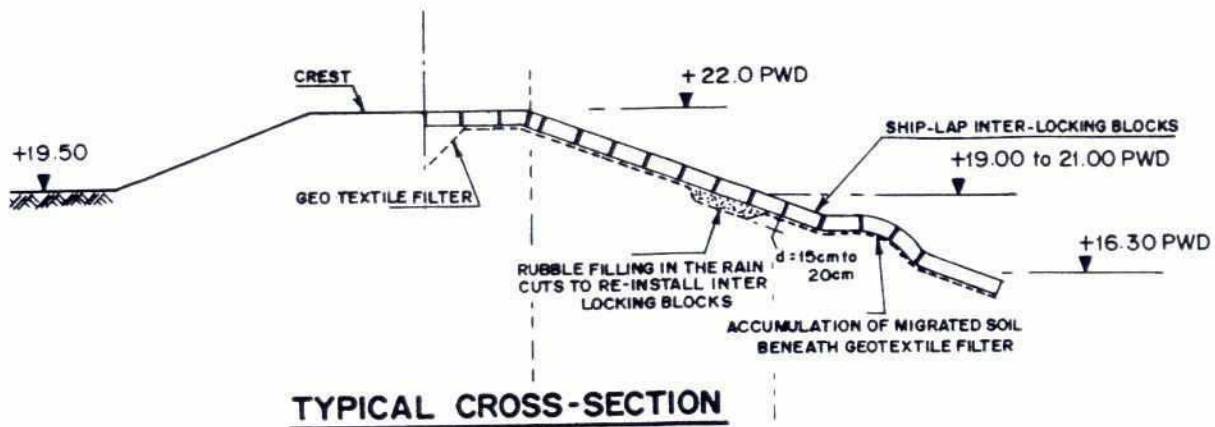 CREST
+ 22.0 PWD
SHIP-LAP INTER-LOCKING BLOCKS
+19.50
+19.00 to 21.00 PWD
GEO TEXTILE FILTER
+16.30 PWD
RUBBLE FILLING IN THE RAIN
CUTS TO RE-INSTALL INTER
LOCKING BLOCKS
d = 15cm to
20cm
ACCUMULATION OF MIGRATED SOIL
BENEATH GEOTEXTILE FILTER
TYPICAL CROSS-SECTION